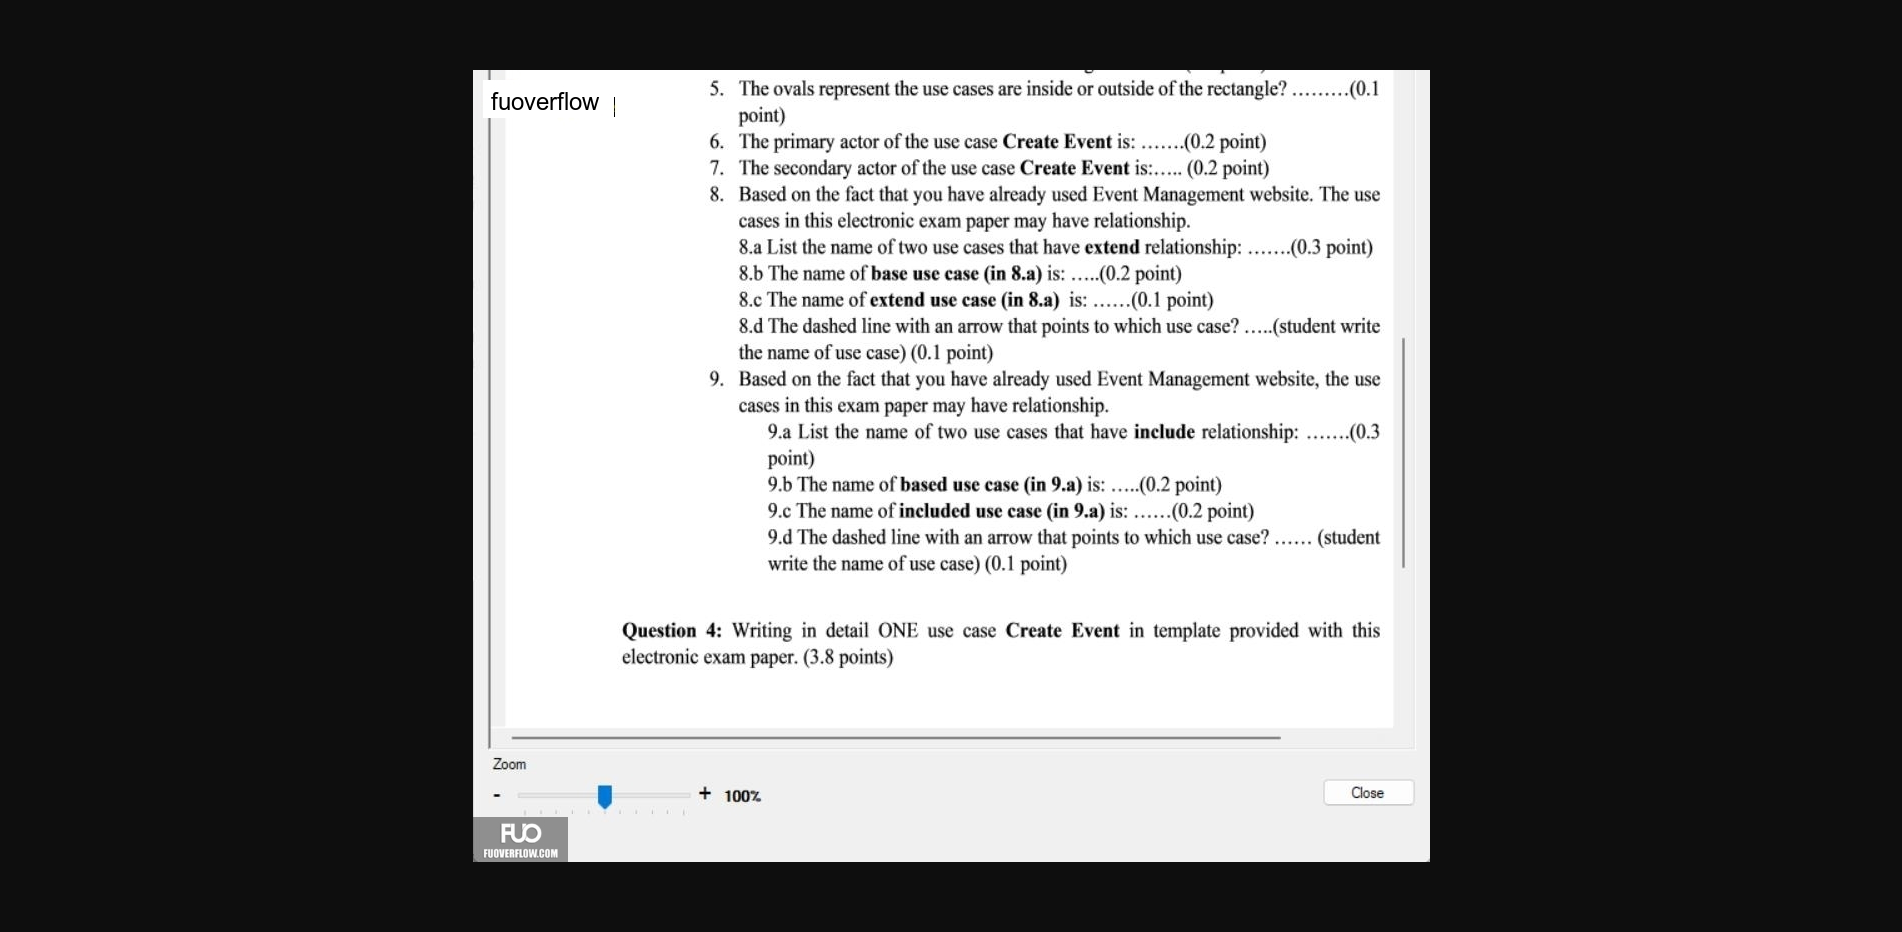 fuoverflow
5. The ovals represent the use cases are inside or outside of the rectangle? .........(0.1
point)
6. The primary actor of the use case Create Event is: .......(0.2 point)
7. The secondary actor of the use case Create Event is:..... (0.2 point)
8. Based on the fact that you have already used Event Management website. The use
cases in this electronic exam paper may have relationship.
8.a List the name of two use cases that have extend relationship: .......(0.3 point)
8.b The name of base use case (in 8.a) is: .....(0.2 point)
8.c The name of extend use case (in 8.a) is: ......(0.1 point)
8.d The dashed line with an arrow that points to which use case? .....(student write
the name of use case) (0.1 point)
9. Based on the fact that you have already used Event Management website, the use
cases in this exam paper may have relationship.
9.a List the name of two use cases that have include relationship: .......(0.3
point)
9.b The name of based use case (in 9.a) is: .....(0.2 point)
9.c The name of included use case (in 9.a) is: ......(0.2 point)
9.d The dashed line with an arrow that points to which use case? ...... (student
write the name of use case) (0.1 point)
Question 4: Writing in detail ONE use case Create Event in template provided with this
electronic exam paper. (3.8 points)
Zoom
- + 100%
Close
FUO
FUOVERFLOW.COM